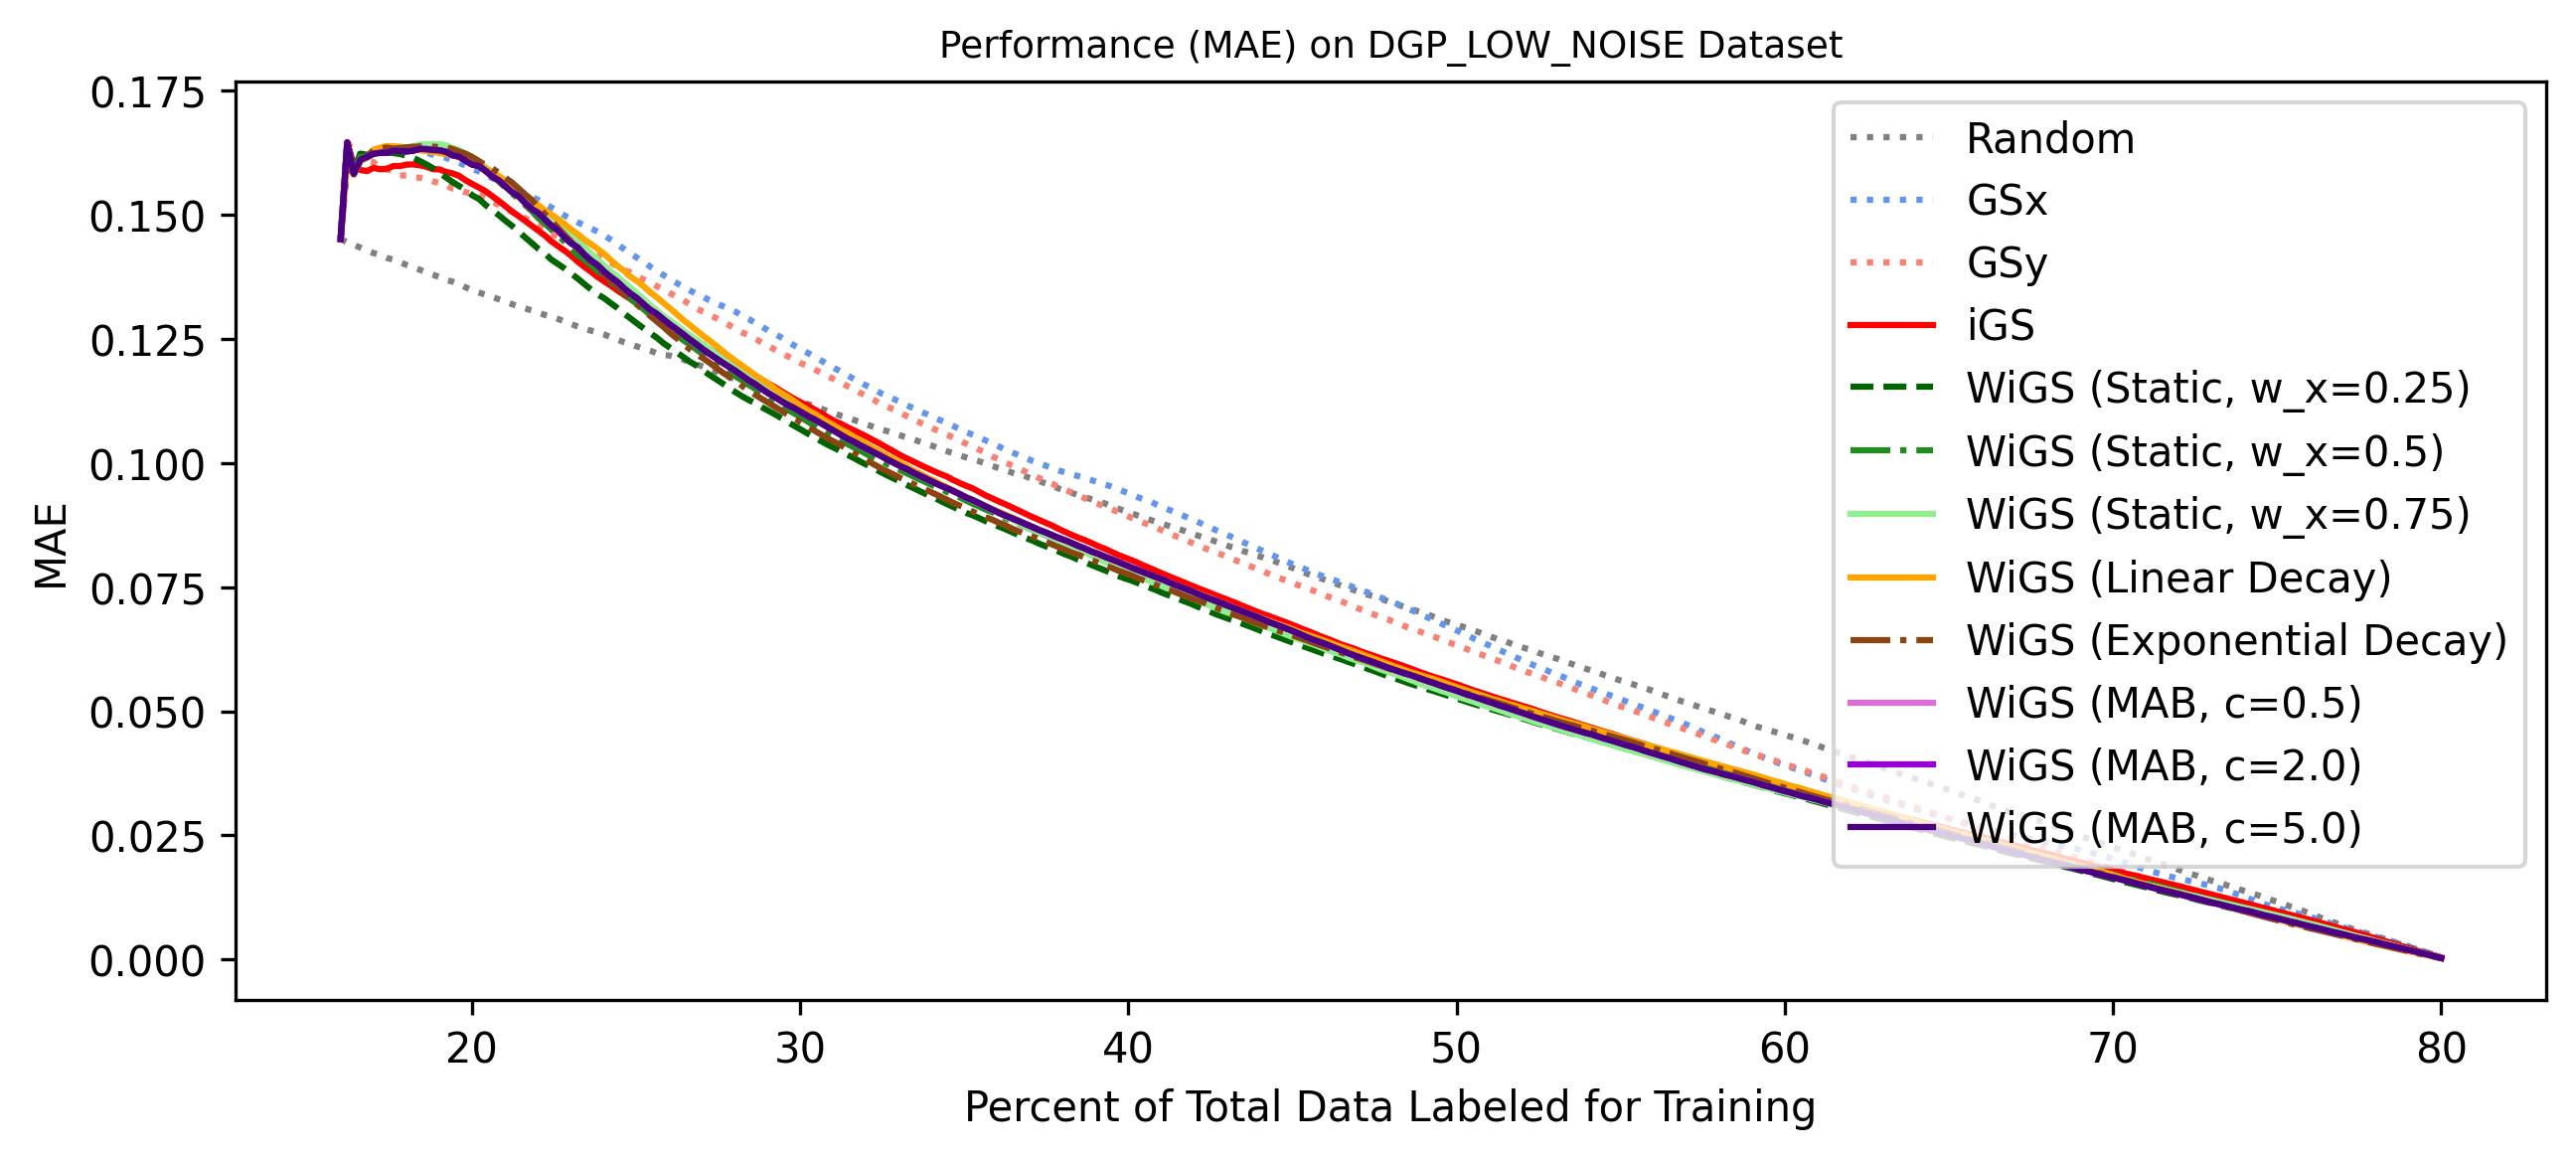 Performance (MAE) on DGP_LOW_NOISE Dataset
0.175
0.150
0.125
0.100
0.075
0.050
0.025
0.000
MAE
Random
GSx
GSy
iGS
WiGS (Static, w_x=0.25)
WiGS (Static, w_x=0.5)
WiGS (Static, w_x=0.75)
WiGS (Linear Decay)
WiGS (Exponential Decay)
WiGS (MAB, c=0.5)
WiGS (MAB, c=2.0)
WiGS (MAB, c=5.0)
20 30 40 50 60 70 80
Percent of Total Data Labeled for Training